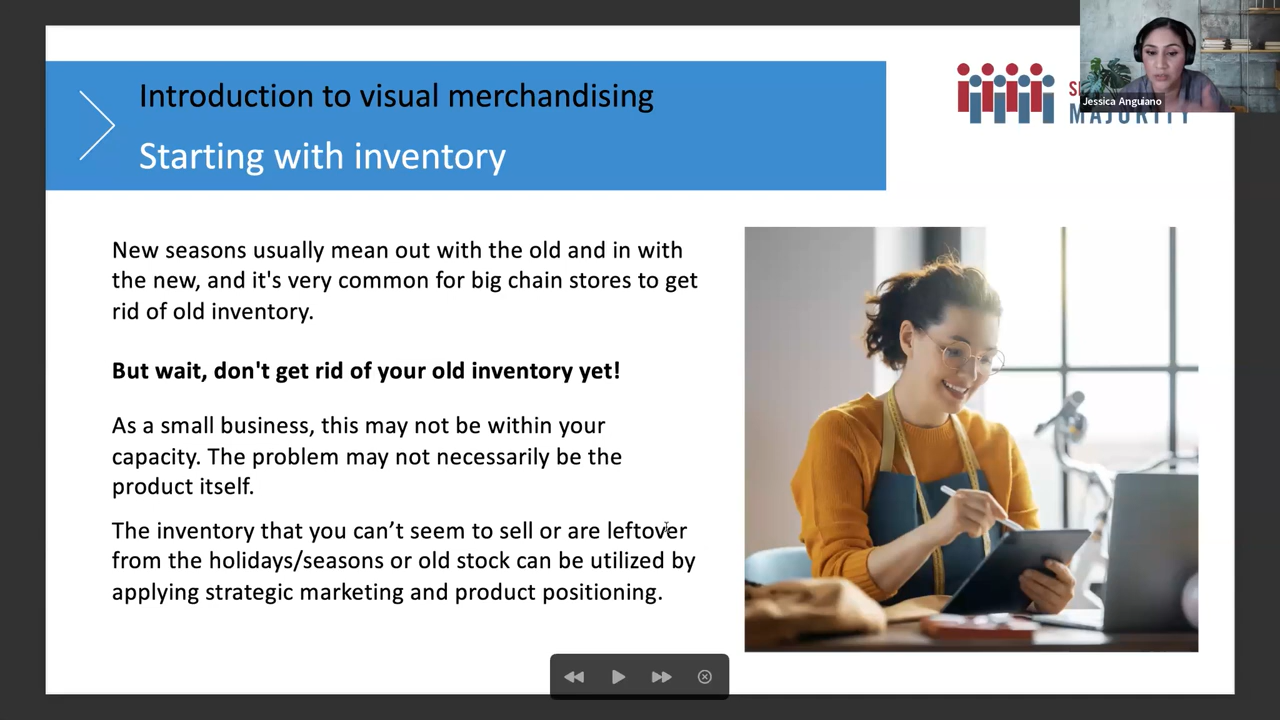 Introduction to visual merchandising
Starting with inventory
Jessica Anguiano
MAJORITY
New seasons usually mean out with the old and in with
the new, and it's very common for big chain stores to get
rid of old inventory.
But wait, don't get rid of your old inventory yet!
As a small business, this may not be within your
capacity. The problem may not necessarily be the
product itself.
The inventory that you can’t seem to sell or are leftover
from the holidays/seasons or old stock can be utilized by
applying strategic marketing and product positioning.